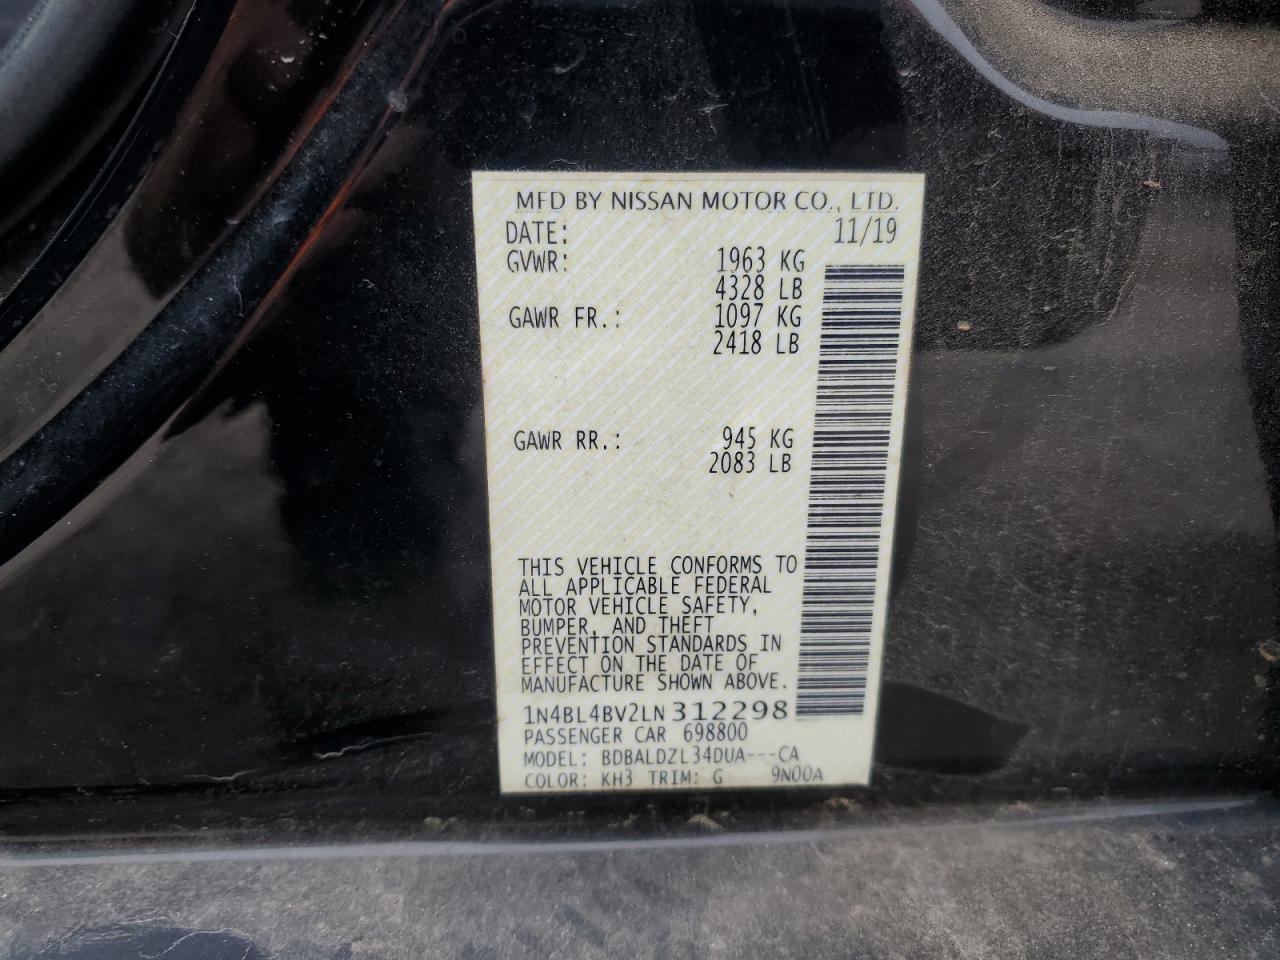 MFD BY NISSAN MOTOR CO., LTD.
DATE: 11/19
GVWR: 1963 KG
4328 LB
GAWR FR.: 1097 KG
2418 LB
GAWR RR.: 945 KG
2083 LB
THIS VEHICLE CONFORMS TO
ALL APPLICABLE FEDERAL
MOTOR VEHICLE SAFETY,
BUMPER, AND THEFT
PREVENTION STANDARDS IN
EFFECT ON THE DATE OF
MANUFACTURE SHOWN ABOVE.
1N4BL4BV2LN312298
PASSENGER CAR 698800
MODEL: BDBALDZL34DUA---CA
COLOR: KH3 TRIM: G 9N00A